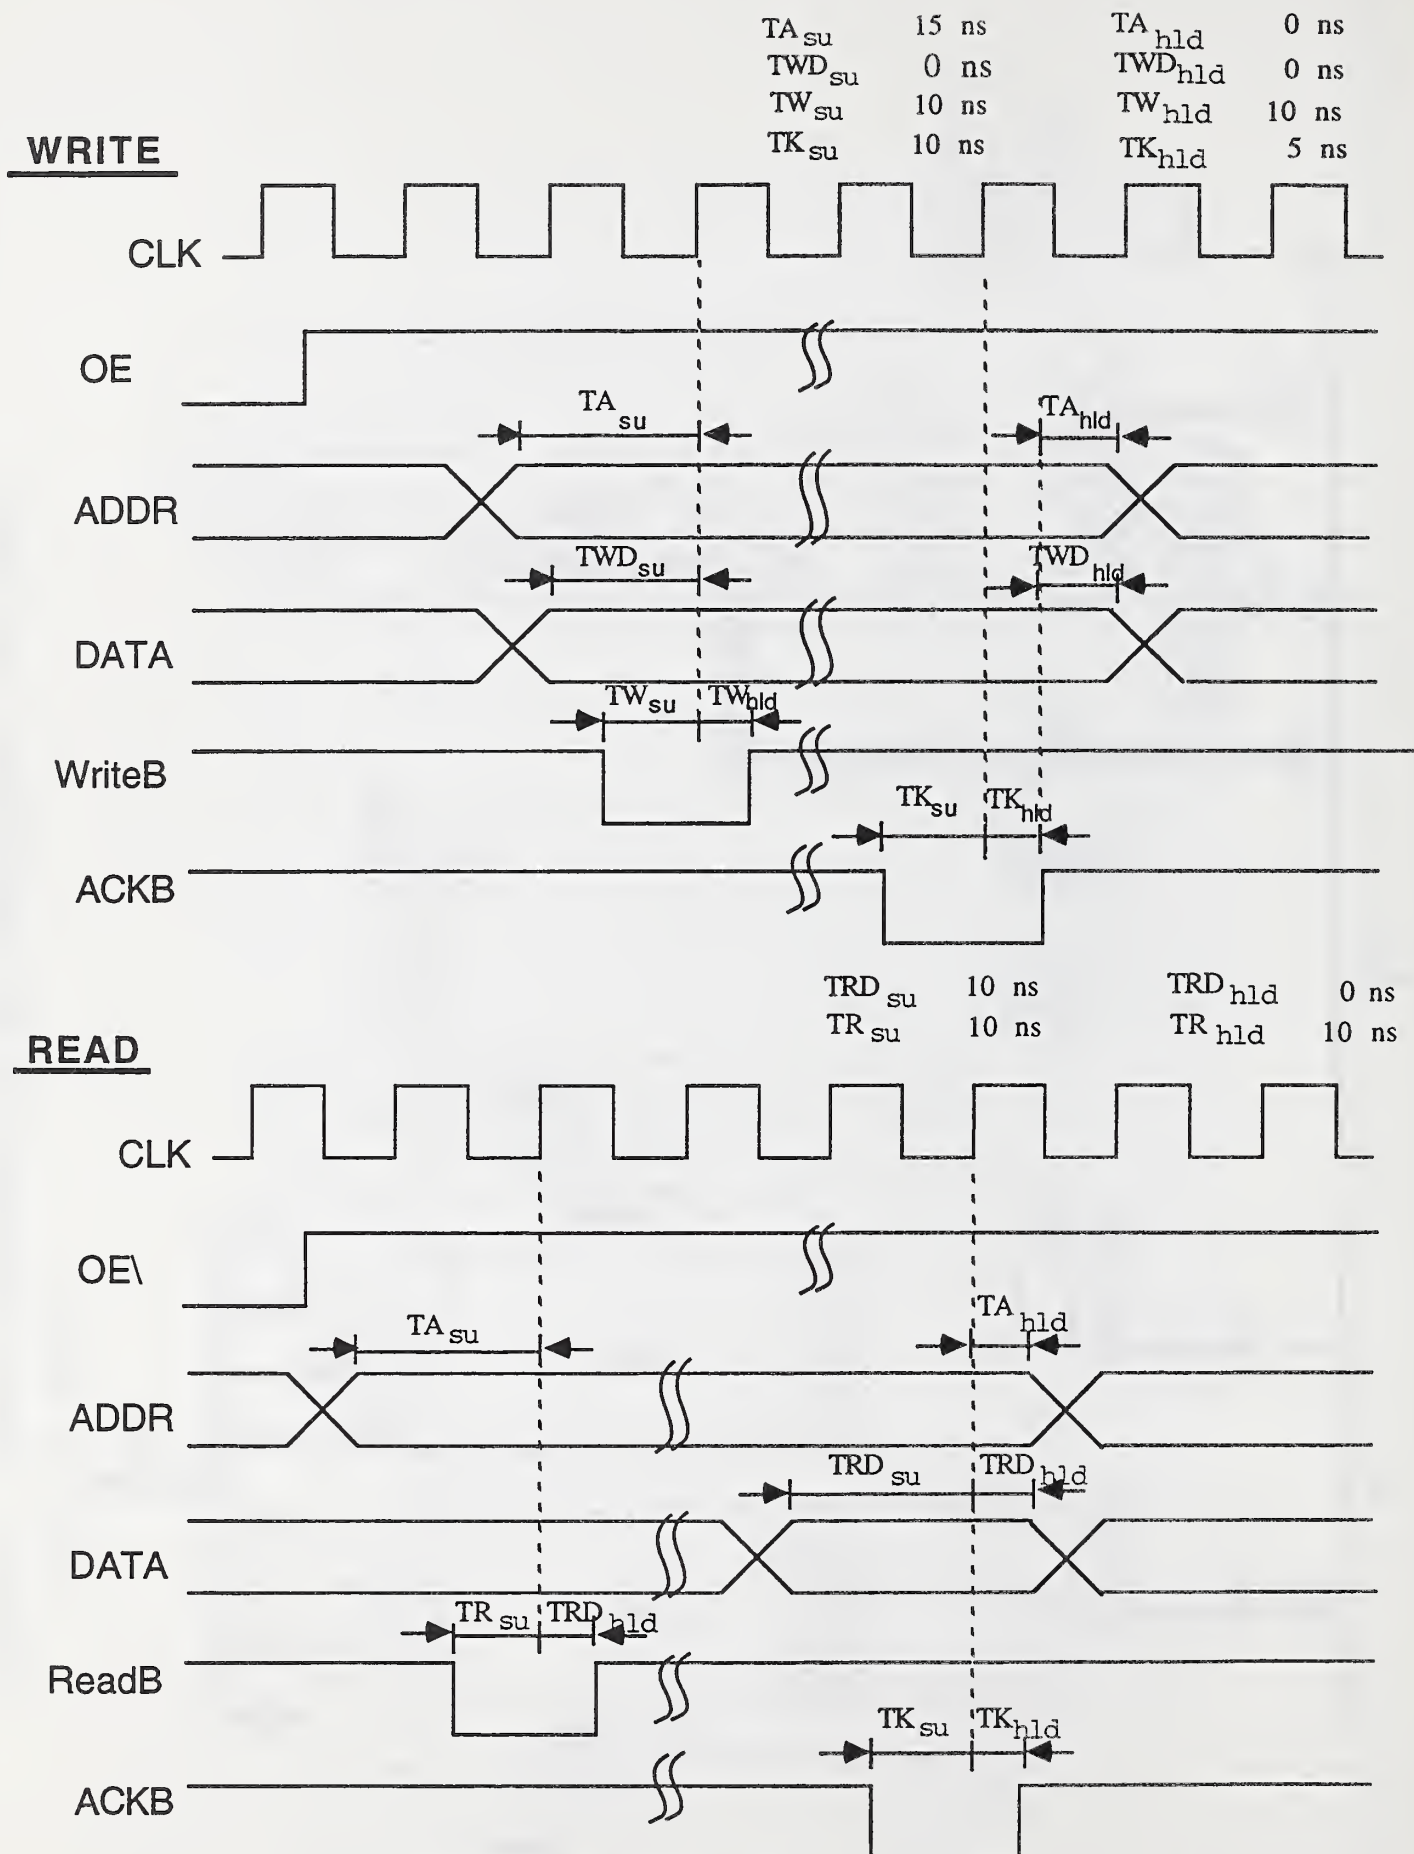 TA su 15 ns TA hld 0 ns
TWD su 0 ns TWD hld 0 ns
TW su 10 ns TW hld 10 ns
TK su 10 ns TK hld 5 ns
WRITE
CLK
OE
TA su TA hld
ADDR
TWD su TWD hld
DATA
TW su TW hld
WriteB
TK su TK hld
ACKB
TRD su 10 ns TRD hld 0 ns
TR su 10 ns TR hld 10 ns
READ
CLK
OE\
TA su TA hld
ADDR
TRD su TRD hld
DATA
TR su TRD hld
ReadB
TK su TK hld
ACKB